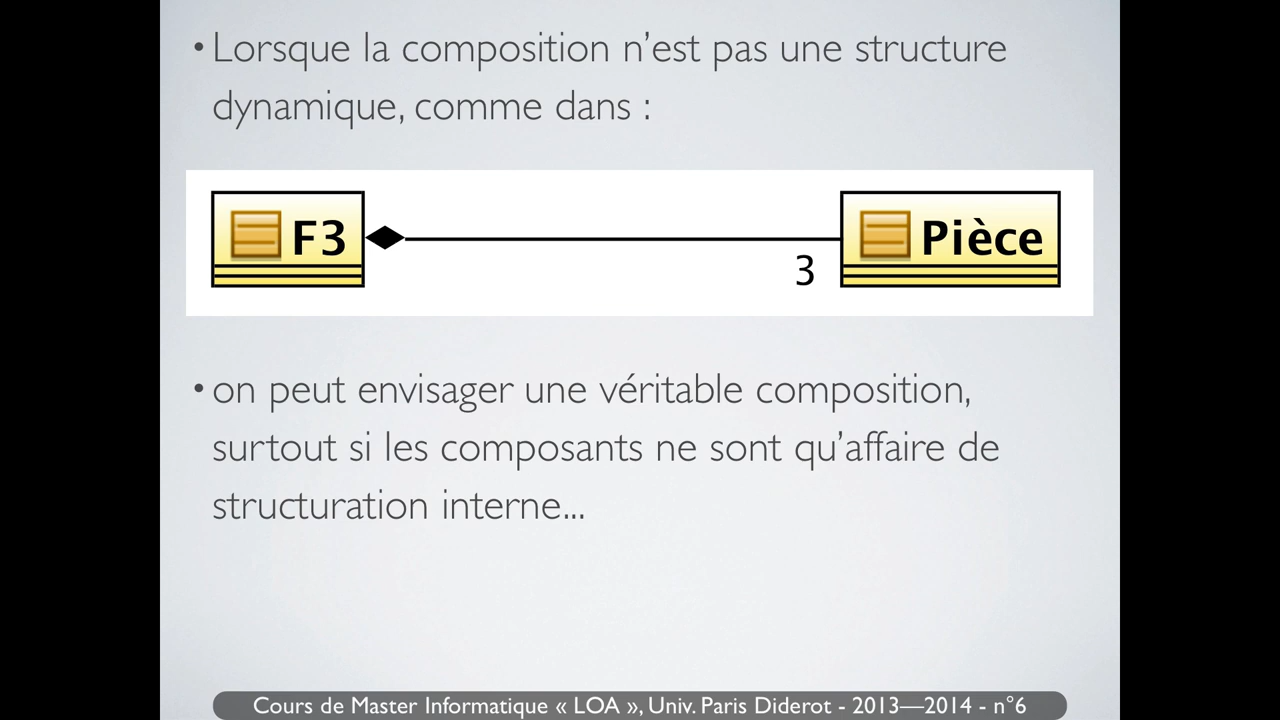 • Lorsque la composition n’est pas une structure
dynamique, comme dans :
F3
Pièce
3
• on peut envisager une véritable composition,
surtout si les composants ne sont qu’affaire de
structuration interne...
Cours de Master Informatique « LOA », Univ. Paris Diderot - 2013—2014 - n°6